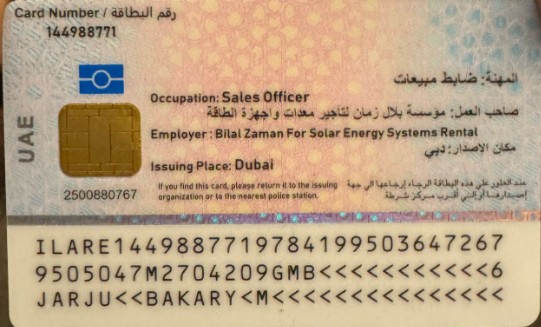 Card Number / رقم البطاقة
144988771
المهنة: ضابط مبيعات
Occupation: Sales Officer
صاحب العمل: مؤسسة بلال زمان لتأجير معدات واجهزة الطاقة
Employer: Bilal Zaman For Solar Energy Systems Rental
مكان الاصدار: دبي
Issuing Place: Dubai
UAE
2500880767
If you find this card, please return it to the issuing
organization or to the nearest police station.
عند العثور على هذه البطاقة الرجاء إرجاعها الى جهة
إصدارها أو الى أقرب مركز شرطة
ILARE1449887719784199503647267
9505047M2704209GMB<<<<<<<<<<<6
JARJU<<BAKARY<M<<<<<<<<<<<<<<<